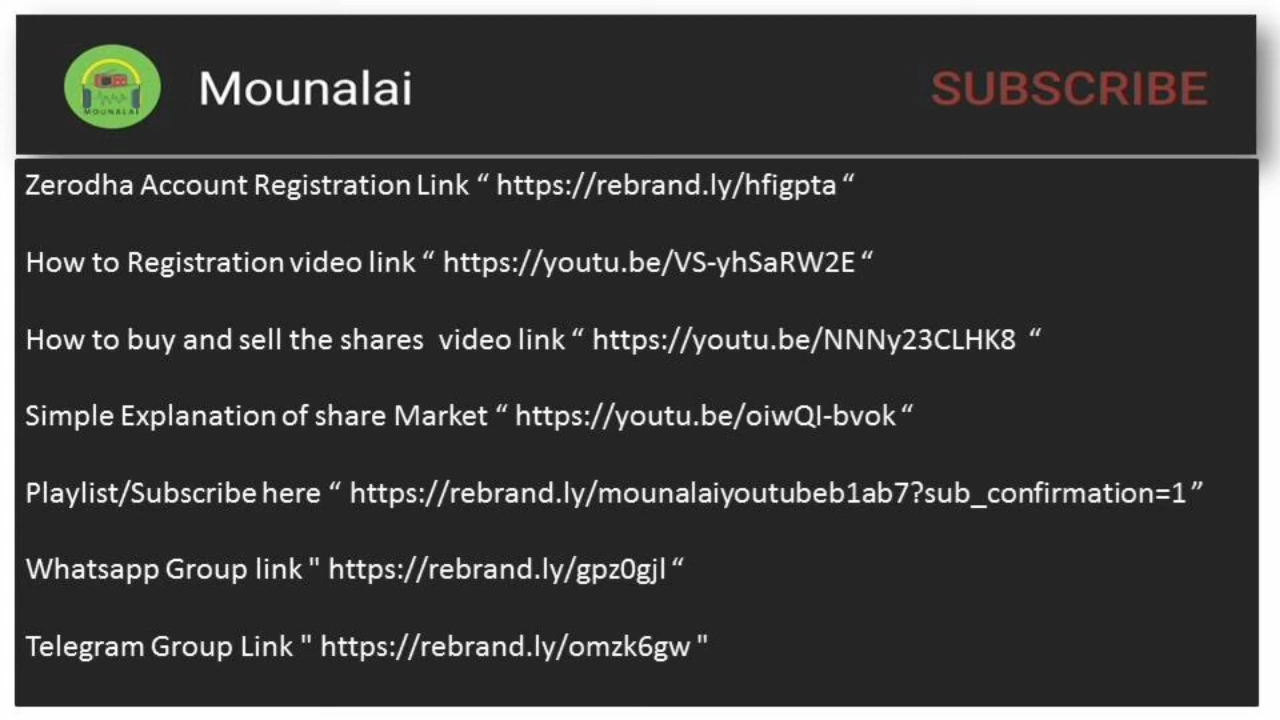 MOUNALAI
Mounalai
SUBSCRIBE
Zerodha Account Registration Link “ https://rebrand.ly/hfigpta “
How to Registration video link “ https://youtu.be/VS-yhSaRW2E “
How to buy and sell the shares  video link “ https://youtu.be/NNNy23CLHK8  “
Simple Explanation of share Market “ https://youtu.be/oiwQI-bvok “
Playlist/Subscribe here “ https://rebrand.ly/mounalaiyoutubeb1ab7?sub_confirmation=1 ”
Whatsapp Group link " https://rebrand.ly/gpz0gjl “
Telegram Group Link " https://rebrand.ly/omzk6gw "